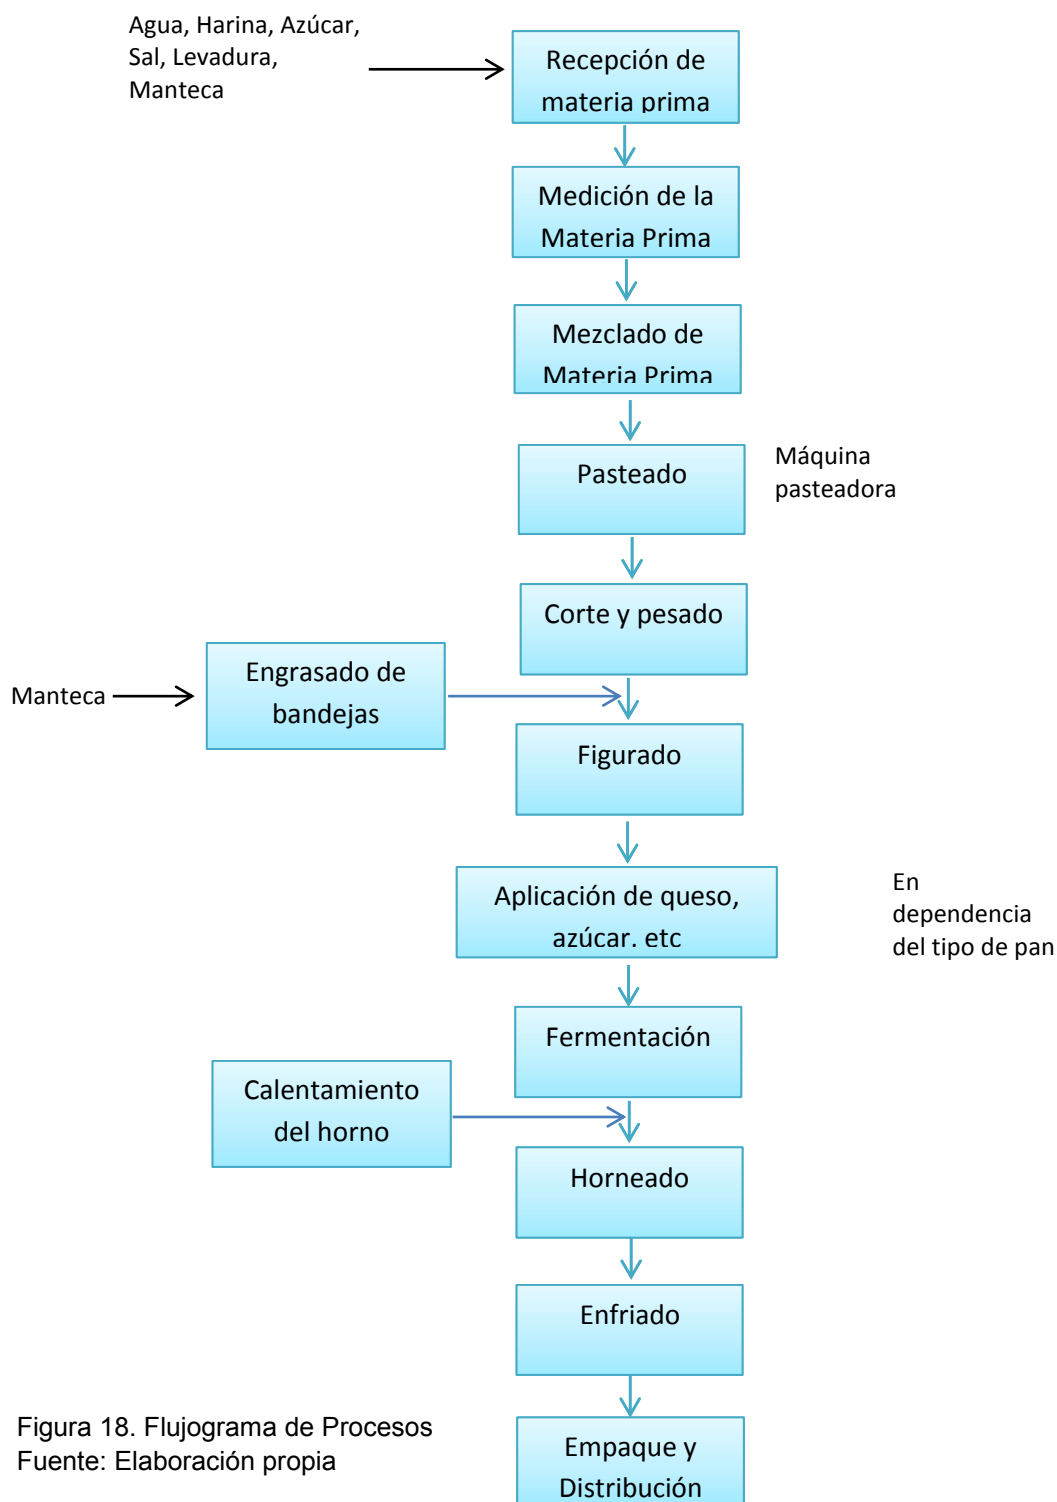 Agua, Harina, Azúcar,
Sal, Levadura,
Manteca
Recepción de
materia prima
Medición de la
Materia Prima
Mezclado de
Materia Prima
Pasteado
Máquina
pasteadora
Corte y pesado
Manteca
Engrasado de
bandejas
Figurado
Aplicación de queso,
azúcar. etc
En
dependencia
del tipo de pan
Fermentación
Calentamiento
del horno
Horneado
Enfriado
Empaque y
Distribución
Figura 18. Flujograma de Procesos
Fuente: Elaboración propia